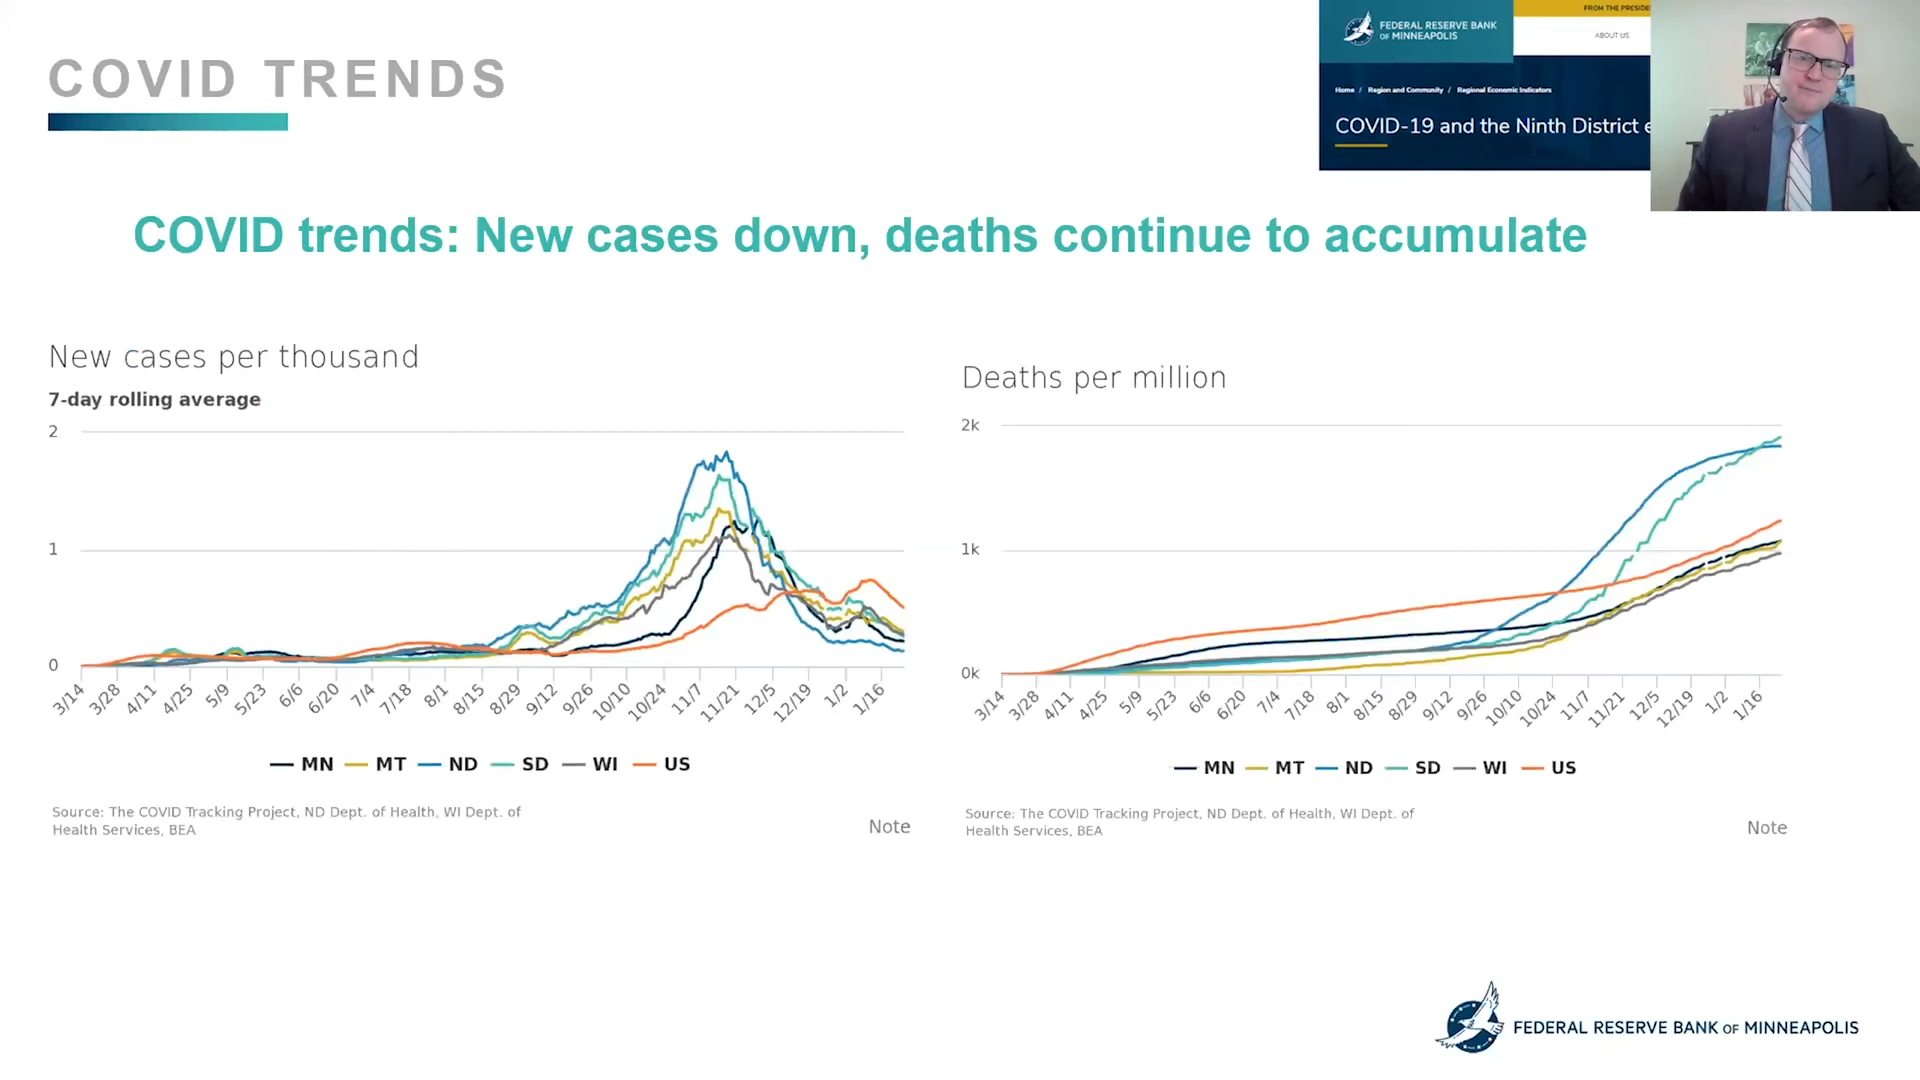 COVID TRENDS
FEDERAL RESERVE BANK
OF MINNEAPOLIS
FROM THE
ABOUT US
Home / Region and Community / Regional Economic Indicators
COVID-19 and the Ninth District
COVID trends: New cases down, deaths continue to accumulate
New cases per thousand
7-day rolling average
2
1
0
3/14 3/28 4/11 4/25 5/9 5/23 6/6 6/20 7/4 7/18 8/1 8/15 8/29 9/12 9/26 10/10 10/24 11/7 11/21 12/5 12/19 1/2 1/16
MN MT ND SD WI US
Source: The COVID Tracking Project, ND Dept. of Health, WI Dept. of
Health Services, BEA
Note
Deaths per million
2k
1k
0k
3/14 3/28 4/11 4/25 5/9 5/23 6/6 6/20 7/4 7/18 8/1 8/15 8/29 9/12 9/26 10/10 10/24 11/7 11/21 12/5 12/19 1/2 1/16
MN MT ND SD WI US
Source: The COVID Tracking Project, ND Dept. of Health, WI Dept. of
Health Services, BEA
Note
FEDERAL RESERVE BANK OF MINNEAPOLIS